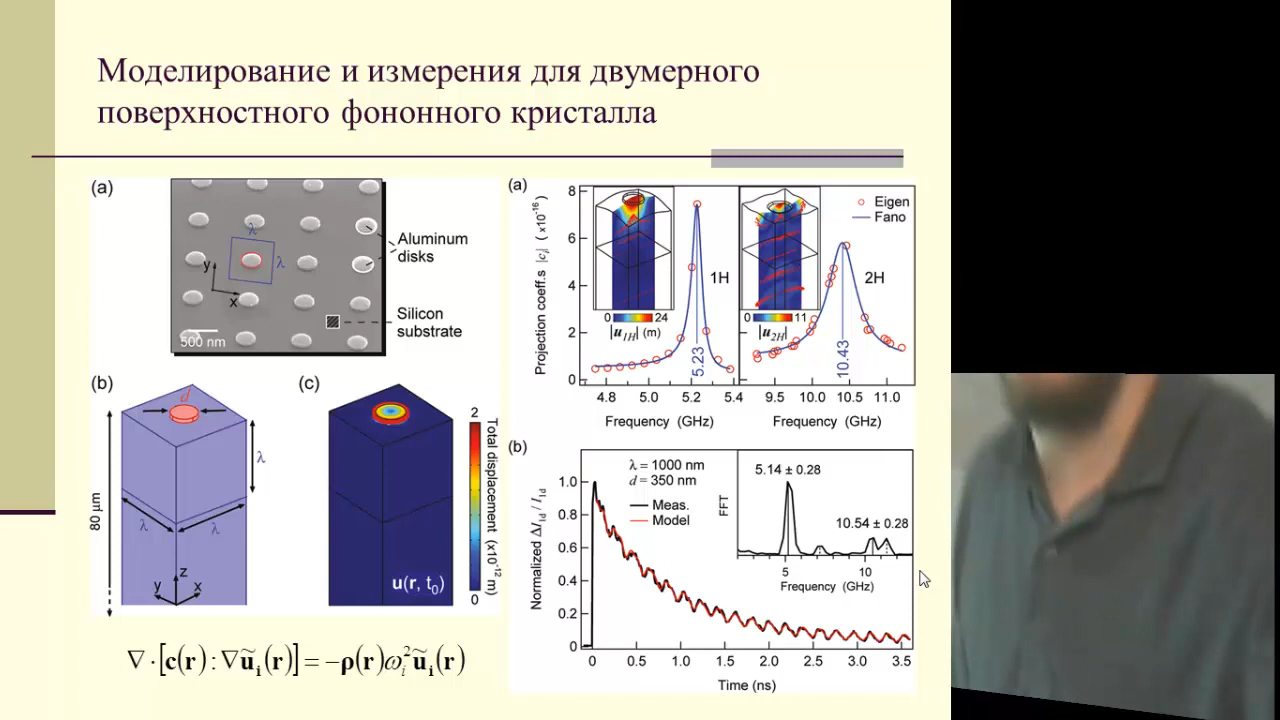 Моделирование и измерения для двумерного
поверхностного фононного кристалла
(a)
λ
λ
y
x
500 nm
Aluminum
disks
Silicon
substrate
(b)
d
λ
80 μm
λ
λ
z
y
x
(c)
u(r, t₀)
2
Total displacement (x10⁻¹² m)
0
∇·[c(r):∇ũᵢ(r)]=−ρ(r)ωᵢ²ũᵢ(r)
(a)
Projection coeff.s |cᵢ| (x10⁻¹⁶)
8
6
4
2
0
0 24
|u1H| (m)
1H
5.23
0 11
|u2H|
2H
10.43
Eigen
Fano
4.8 5.0 5.2 5.4
Frequency (GHz)
9.5 10.0 10.5 11.0
Frequency (GHz)
(b)
Normalized ΔI1d / I1d
1.0
0.8
0.6
0.4
0.2
0
λ = 1000 nm
d = 350 nm
Meas.
Model
FFT
5.14 ± 0.28
10.54 ± 0.28
5 10
Frequency (GHz)
0 0.5 1.0 1.5 2.0 2.5 3.0 3.5
Time (ns)